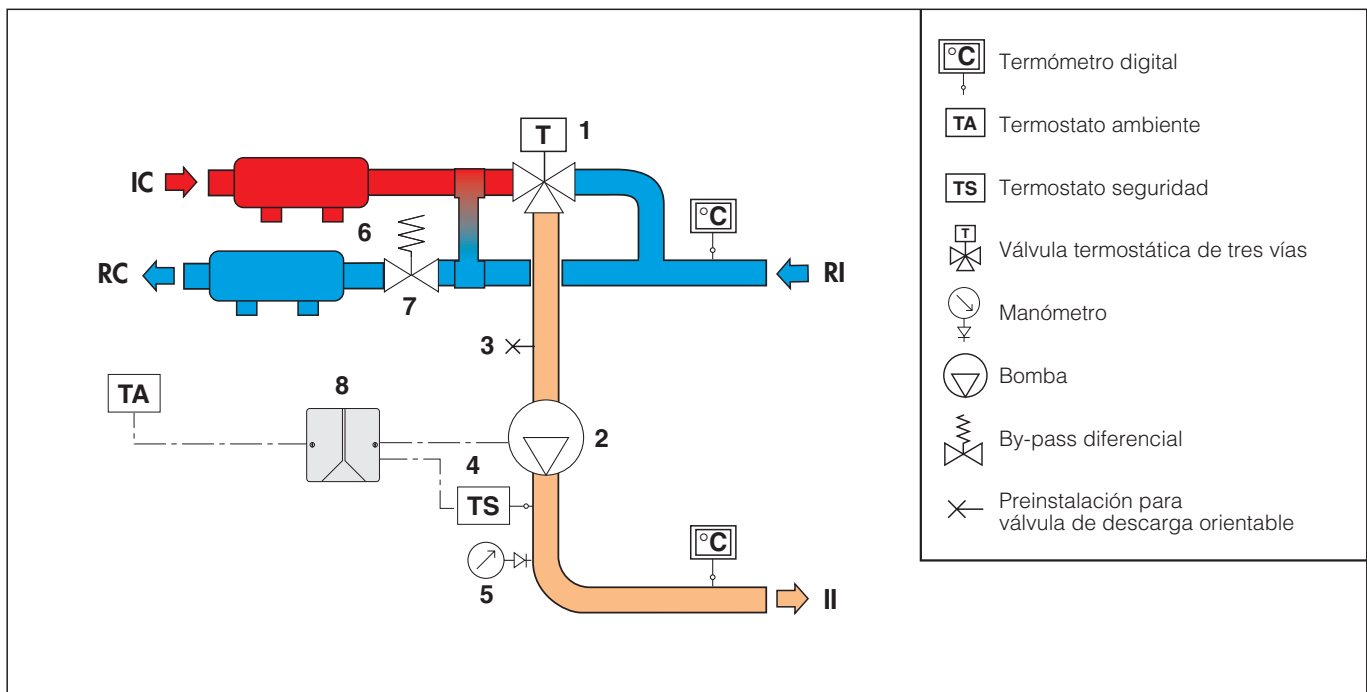 T 1
IC
6
°C
RC
RI
7
3
8
TA
2
4
TS
°C
5
II
°C Termómetro digital
TA Termostato ambiente
TS Termostato seguridad
T Válvula termostática de tres vías
Manómetro
Bomba
By-pass diferencial
Preinstalación para
válvula de descarga orientable